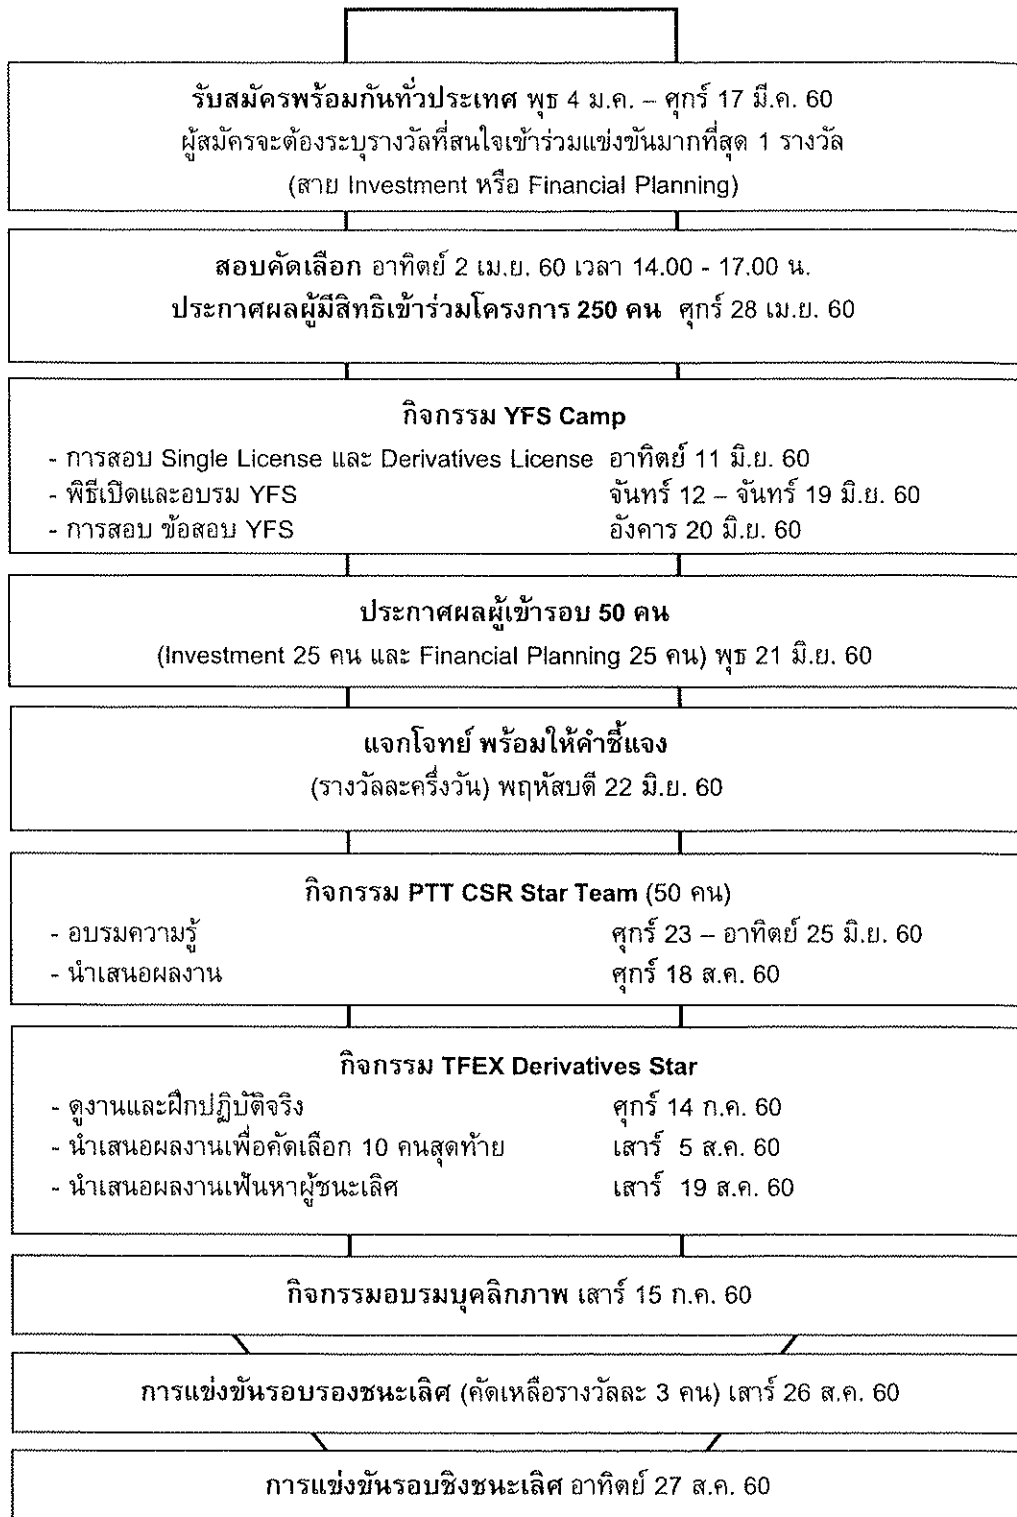 รับสมัครพร้อมกันทั่วประเทศ พุธ 4 ม.ค. – ศุกร์ 17 มี.ค. 60
ผู้สมัครจะต้องระบุรางวัลที่สนใจเข้าร่วมแข่งขันมากที่สุด 1 รางวัล
(สาย Investment หรือ Financial Planning)
สอบคัดเลือก อาทิตย์ 2 เม.ย. 60 เวลา 14.00 - 17.00 น.
ประกาศผลผู้มีสิทธิเข้าร่วมโครงการ 250 คน ศุกร์ 28 เม.ย. 60
กิจกรรม YFS Camp
- การสอบ Single License และ Derivatives License อาทิตย์ 11 มิ.ย. 60
- พิธีเปิดและอบรม YFS จันทร์ 12 – จันทร์ 19 มิ.ย. 60
- การสอบ ข้อสอบ YFS อังคาร 20 มิ.ย. 60
ประกาศผลผู้เข้ารอบ 50 คน
(Investment 25 คน และ Financial Planning 25 คน) พุธ 21 มิ.ย. 60
แจกโจทย์ พร้อมให้คำชี้แจง
(รางวัลละครึ่งวัน) พฤหัสบดี 22 มิ.ย. 60
กิจกรรม PTT CSR Star Team (50 คน)
- อบรมความรู้ ศุกร์ 23 – อาทิตย์ 25 มิ.ย. 60
- นำเสนอผลงาน ศุกร์ 18 ส.ค. 60
กิจกรรม TFEX Derivatives Star
- ดูงานและฝึกปฏิบัติจริง ศุกร์ 14 ก.ค. 60
- นำเสนอผลงานเพื่อคัดเลือก 10 คนสุดท้าย เสาร์ 5 ส.ค. 60
- นำเสนอผลงานเฟ้นหาผู้ชนะเลิศ เสาร์ 19 ส.ค. 60
กิจกรรมอบรมบุคลิกภาพ เสาร์ 15 ก.ค. 60
การแข่งขันรอบรองชนะเลิศ (คัดเหลือรางวัลละ 3 คน) เสาร์ 26 ส.ค. 60
การแข่งขันรอบชิงชนะเลิศ อาทิตย์ 27 ส.ค. 60